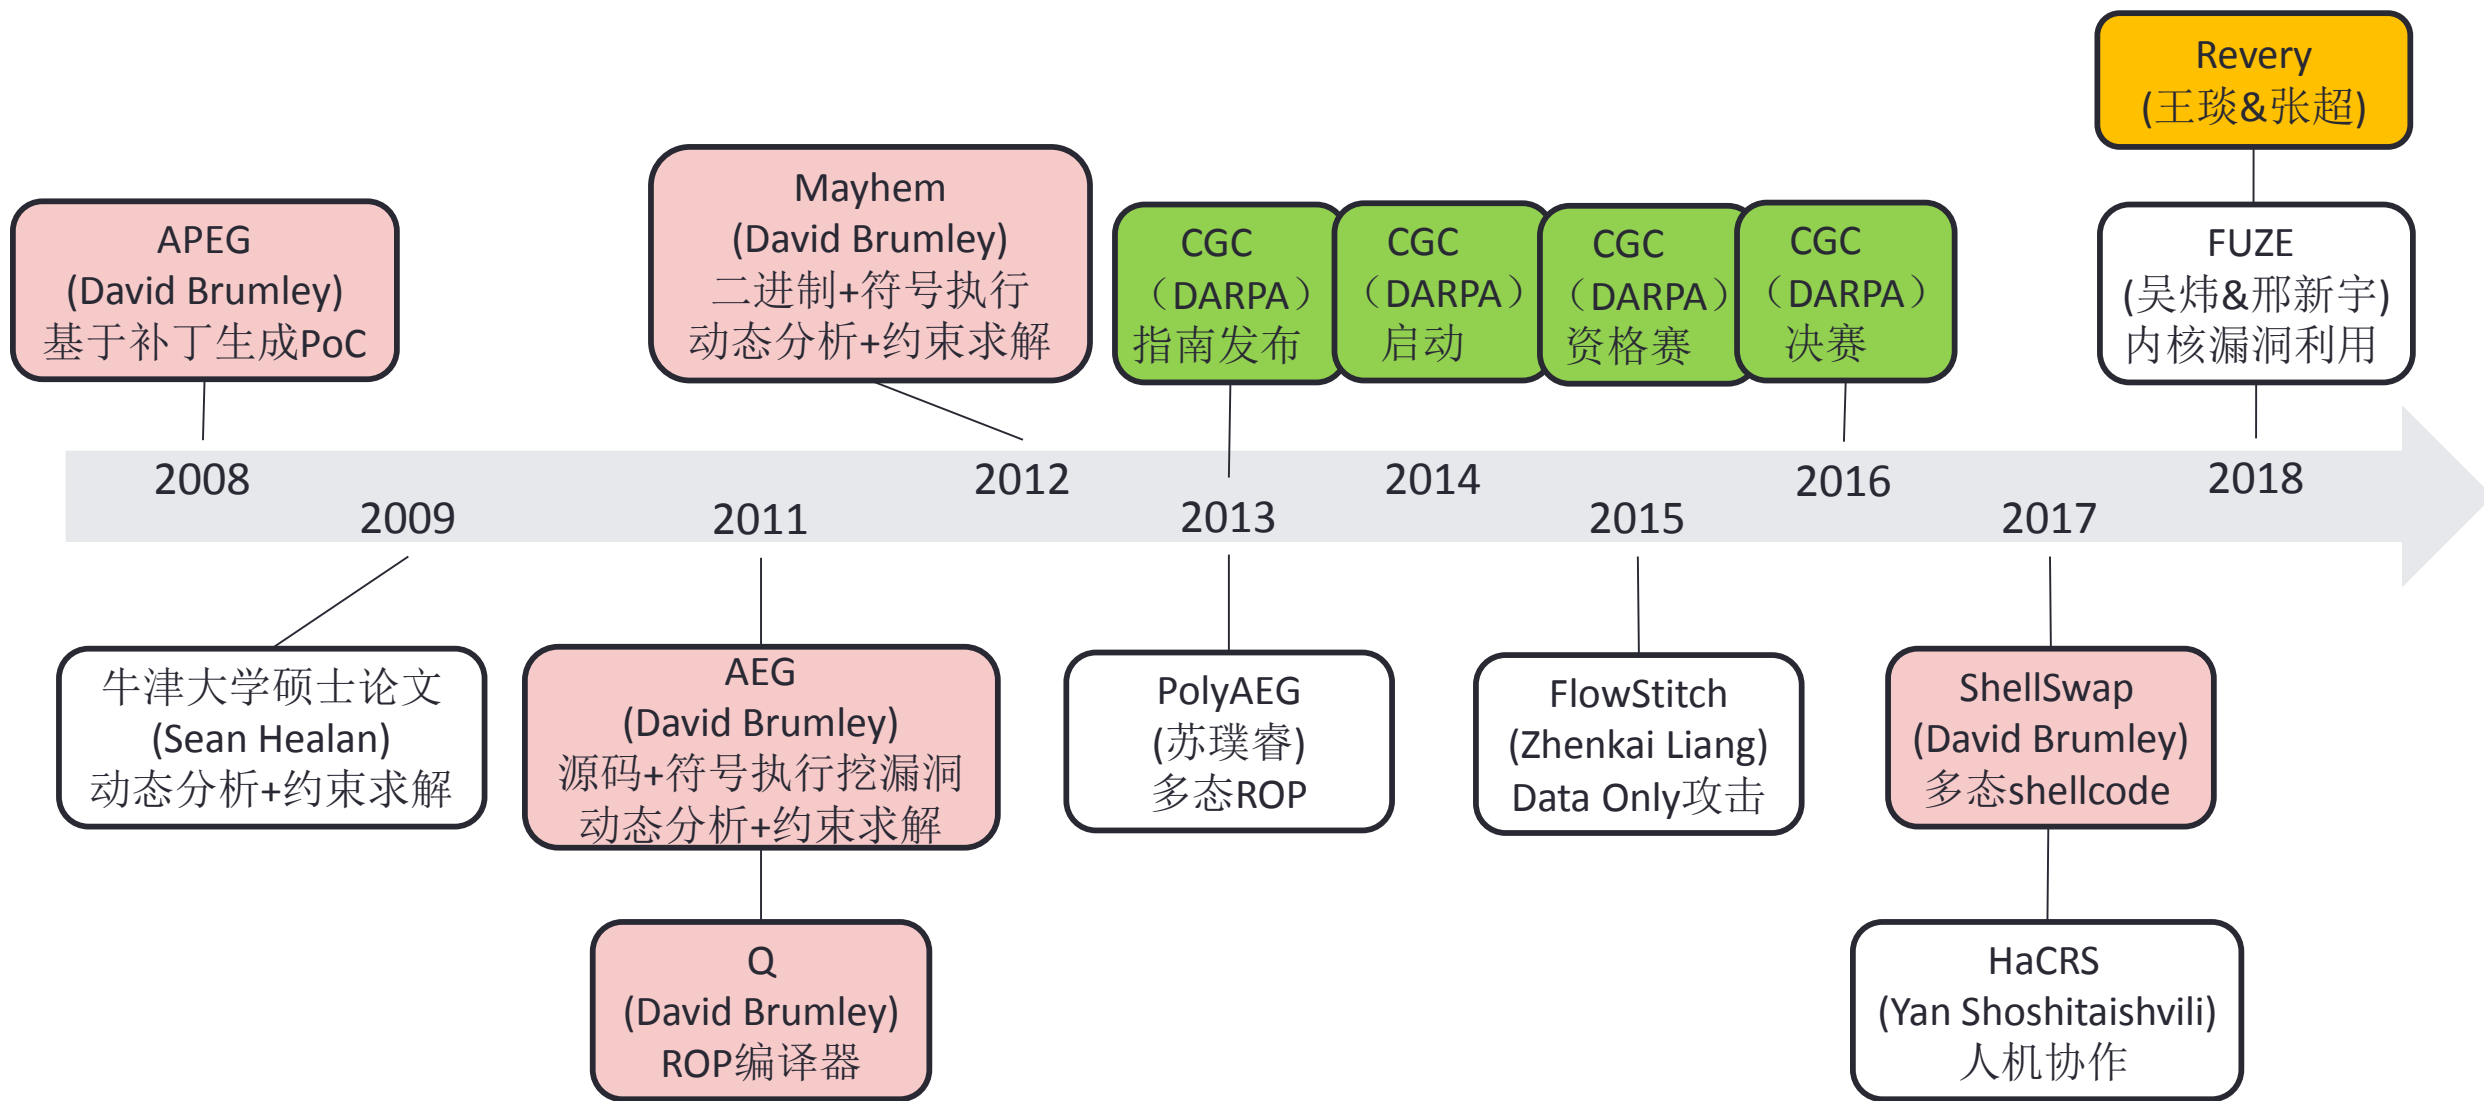 Revery
(王琰&张超)
APEG
(David Brumley)
基于补丁生成PoC
Mayhem
(David Brumley)
二进制+符号执行
动态分析+约束求解
CGC
（DARPA）
指南发布
CGC
（DARPA）
启动
CGC
（DARPA）
资格赛
CGC
（DARPA）
决赛
FUZE
(吴炜&邢新宇)
内核漏洞利用
2008
2009
2011
2012
2013
2014
2015
2016
2017
2018
牛津大学硕士论文
(Sean Healan)
动态分析+约束求解
AEG
(David Brumley)
源码+符号执行挖漏洞
动态分析+约束求解
Q
(David Brumley)
ROP编译器
PolyAEG
(苏璞睿)
多态ROP
FlowStitch
(Zhenkai Liang)
Data Only攻击
ShellSwap
(David Brumley)
多态shellcode
HaCRS
(Yan Shoshitaishvili)
人机协作